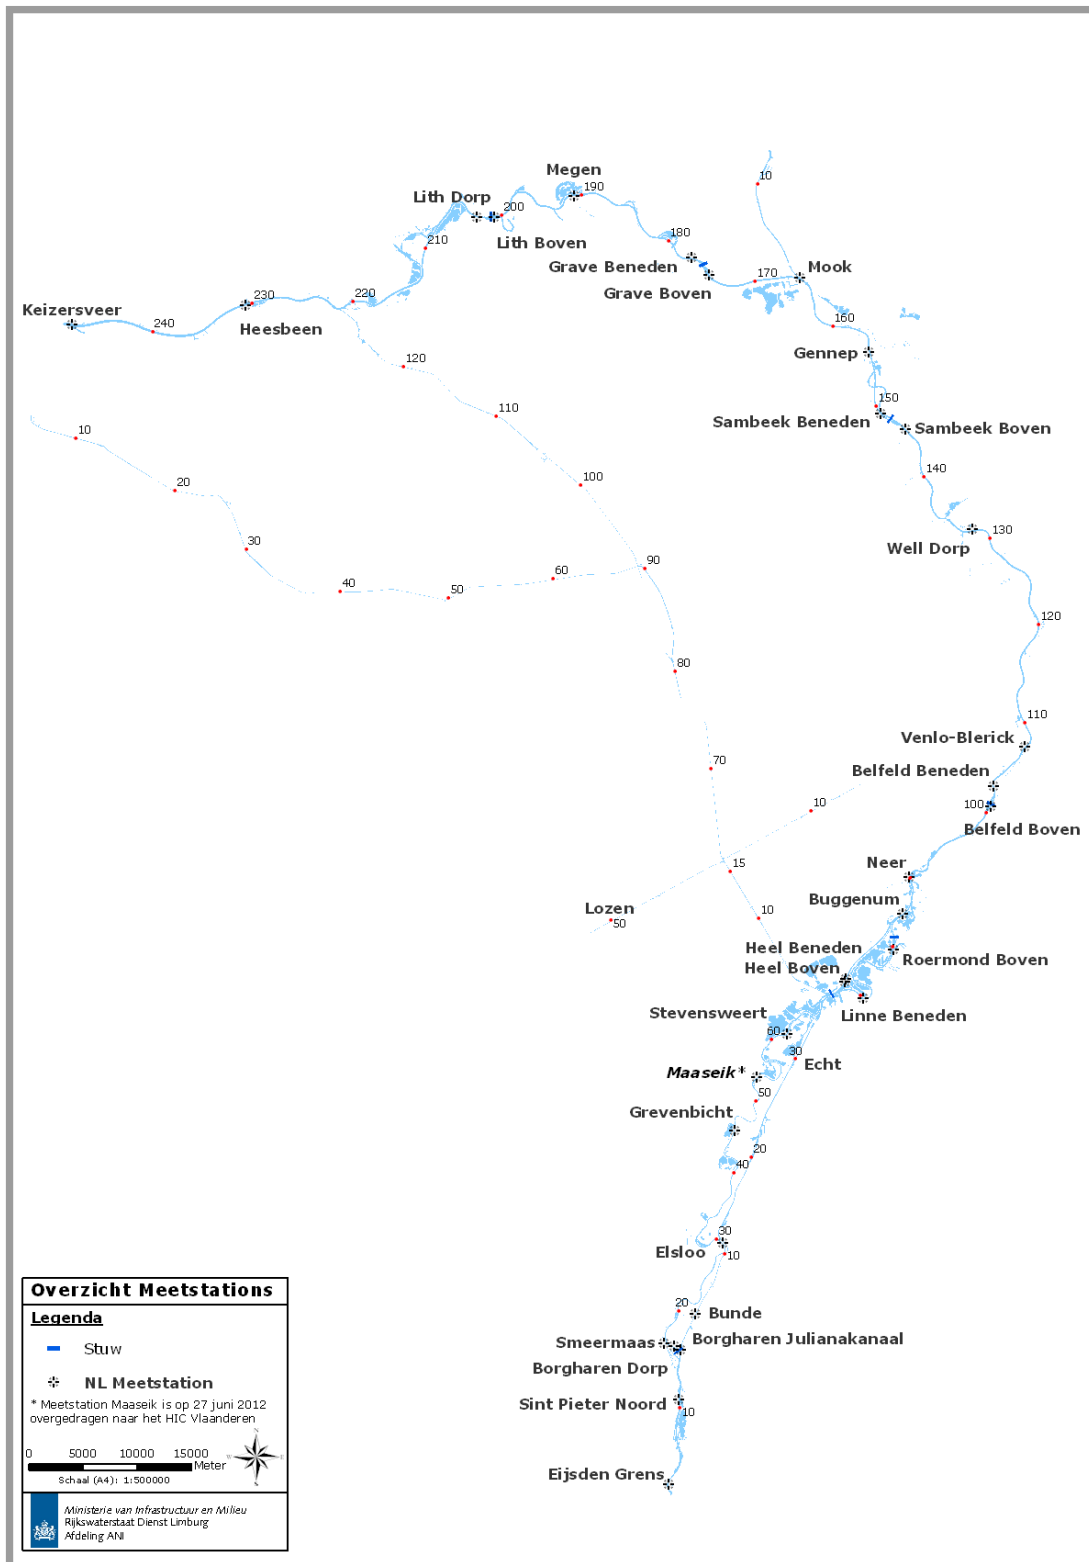 10
Megen
190
Lith Dorp
200
Lith Boven
180
210
Grave Beneden
Mook
170
Grave Boven
220
230
Keizersveer
Heesbeen
240
160
Gennep
120
150
110
Sambeek Beneden
Sambeek Boven
10
140
100
20
130
Well Dorp
30
90
60
40
50
120
80
110
Venlo-Blerick
70
Belfeld Beneden
10
100
Belfeld Boven
15
Neer
Buggenum
Lozen
50
10
Heel Beneden
Roermond Boven
Heel Boven
Stevensweert
Linne Beneden
60
30
Echt
Maaseik*
50
Grevenbicht
20
40
30
Elsloo
10
20
Bunde
Smeermaas
Borgharen Julianakanaal
Borgharen Dorp
Sint Pieter Noord
10
Eijsden Grens
Overzicht Meetstations
Legenda
Stuw
NL Meetstation
* Meetstation Maaseik is op 27 juni 2012
overgedragen naar het HIC Vlaanderen
N
W
E
S
0 5000 10000 15000
Meter
Schaal (A4): 1:500000
Ministerie van Infrastructuur en Milieu
Rijkswaterstaat Dienst Limburg
Afdeling ANI